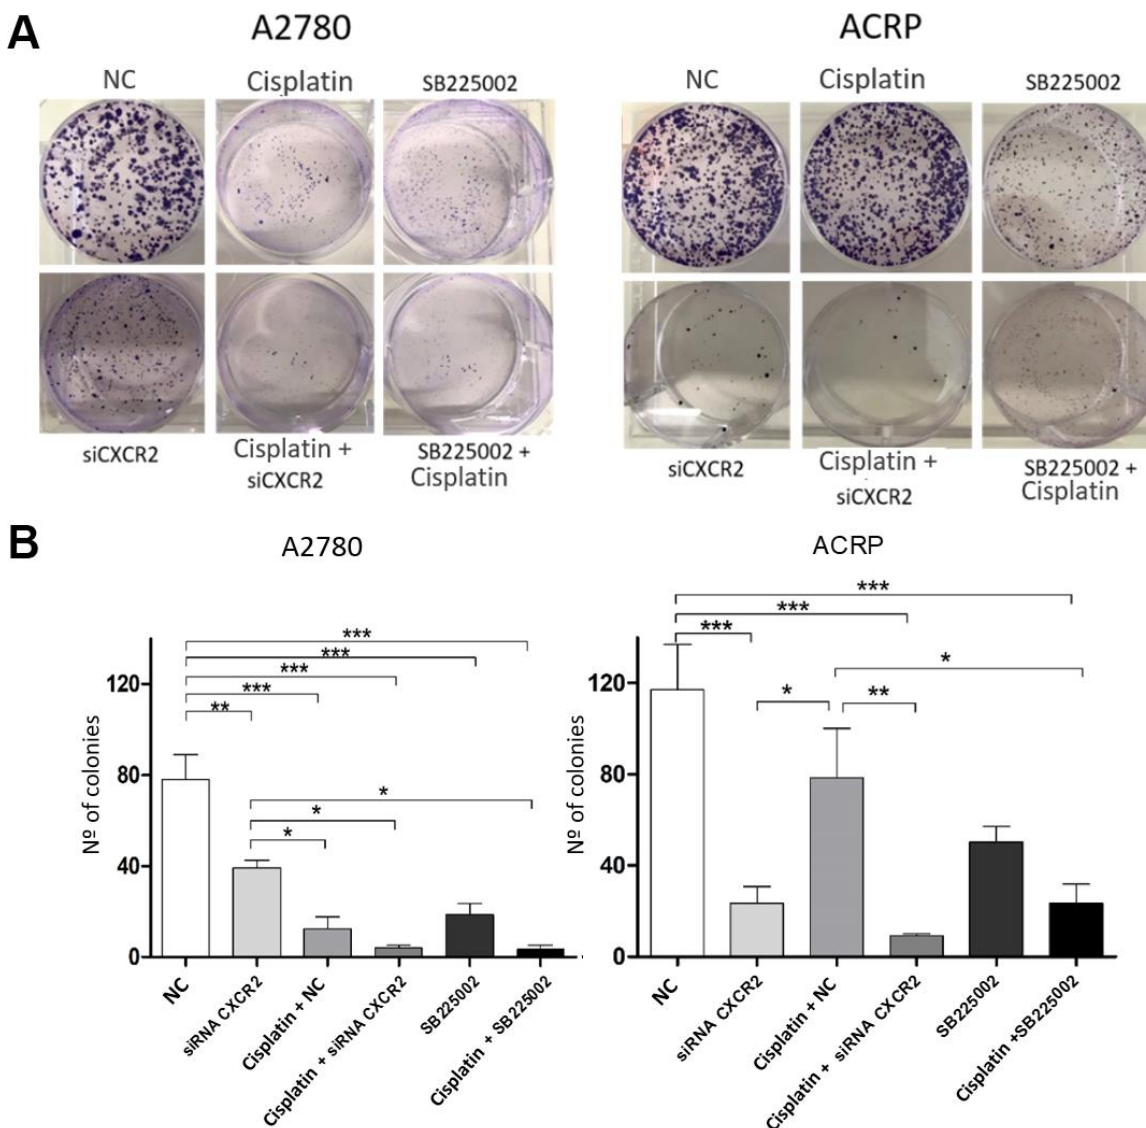 A
A2780
ACRP
NC
Cisplatin
SB225002
NC
Cisplatin
SB225002
siCXCR2
Cisplatin +
siCXCR2
SB225002 +
Cisplatin
siCXCR2
Cisplatin +
siCXCR2
SB225002 +
Cisplatin
B
A2780
Nº of colonies
120
80
40
0
***
***
***
***
**
*
*
*
NC
siRNA CXCR2
Cisplatin + NC
Cisplatin + siRNA CXCR2
SB225002
Cisplatin + SB225002
ACRP
Nº of colonies
120
80
40
0
***
***
***
*
*
**
NC
siRNA CXCR2
Cisplatin + NC
Cisplatin + siRNA CXCR2
SB225002
Cisplatin +SB225002